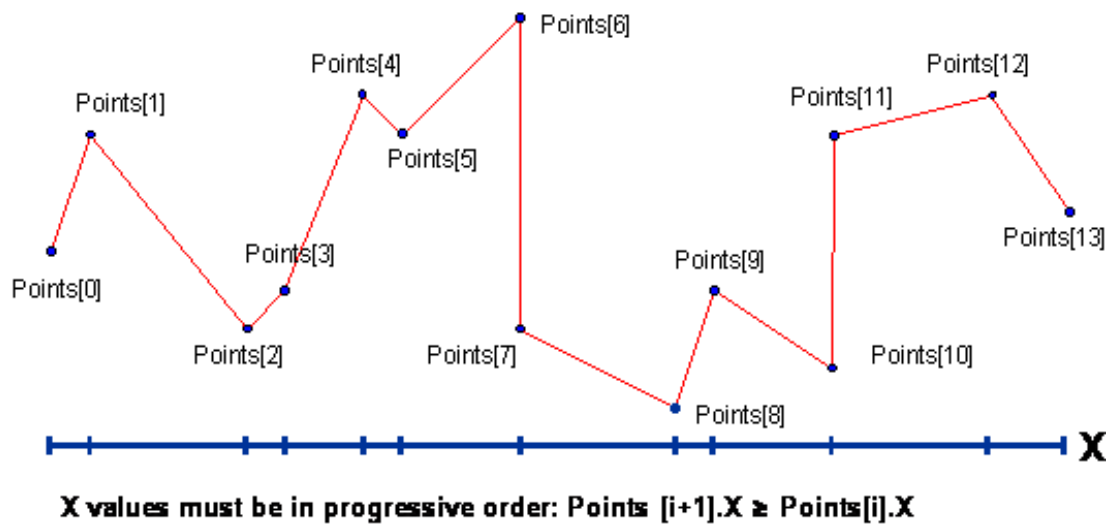 Points[6]
Points[4]
Points[12]
Points[1]
Points[11]
Points[5]
Points[3]
Points[13]
Points[9]
Points[0]
Points[2]
Points[7]
Points[10]
Points[8]
X
X values must be in progressive order: Points [i+1].X ≥ Points[i].X